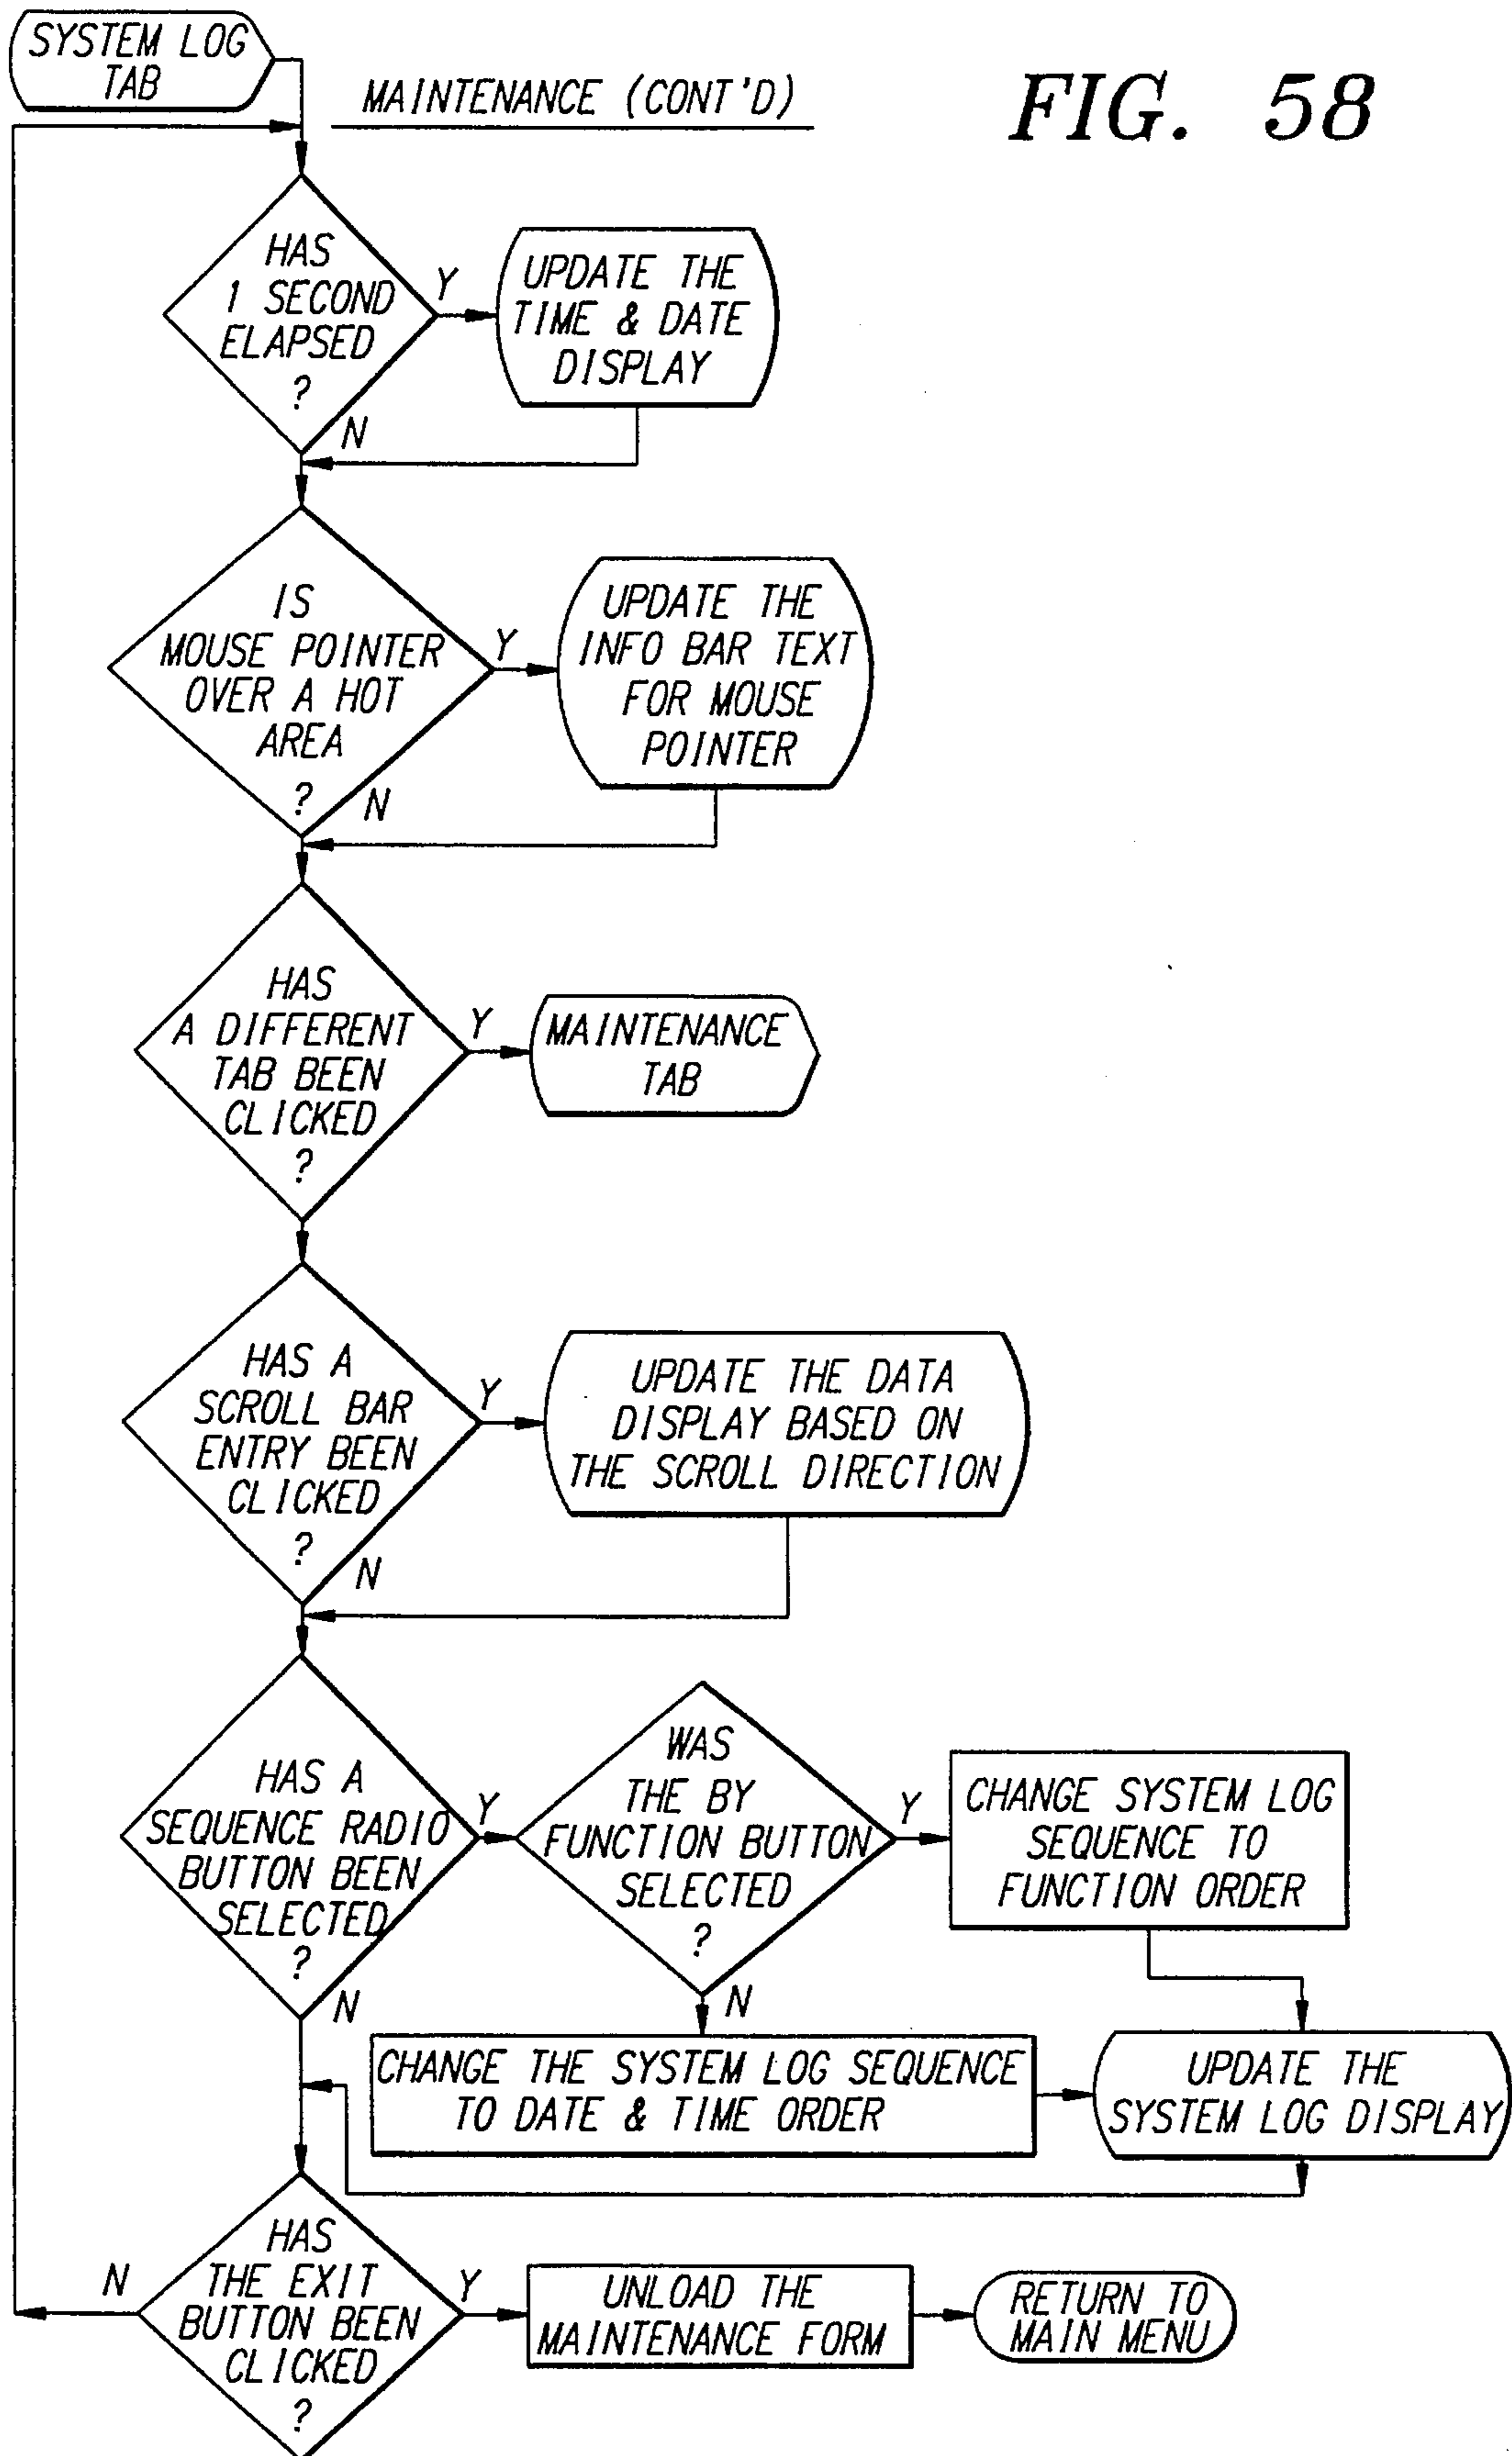 SYSTEM LOG
TAB
MAINTENANCE (CONT'D)
FIG. 58
HAS
1 SECOND
ELAPSED
?
Y
N
UPDATE THE
TIME & DATE
DISPLAY
IS
MOUSE POINTER
OVER A HOT
AREA
?
Y
N
UPDATE THE
INFO BAR TEXT
FOR MOUSE
POINTER
HAS
A DIFFERENT
TAB BEEN
CLICKED
?
Y
MAINTENANCE
TAB
HAS A
SCROLL BAR
ENTRY BEEN
CLICKED
?
Y
N
UPDATE THE DATA
DISPLAY BASED ON
THE SCROLL DIRECTION
HAS A
SEQUENCE RADIO
BUTTON BEEN
SELECTED
?
Y
N
WAS
THE BY
FUNCTION BUTTON
SELECTED
?
Y
N
CHANGE SYSTEM LOG
SEQUENCE TO
FUNCTION ORDER
CHANGE THE SYSTEM LOG SEQUENCE
TO DATE & TIME ORDER
UPDATE THE
SYSTEM LOG DISPLAY
HAS
THE EXIT
BUTTON BEEN
CLICKED
?
N
Y
UNLOAD THE
MAINTENANCE FORM
RETURN TO
MAIN MENU